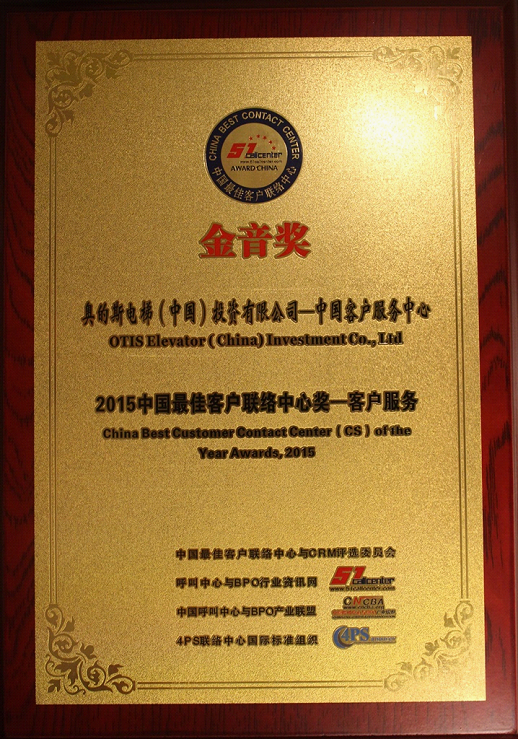 CHINA BEST CONTACT CENTER
51callcenter
www.51callcenter.com
AWARD CHINA
中国最佳客户联络中心
金音奖
奥的斯电梯（中国）投资有限公司—中国客户服务中心
OTIS Elevator ( China ) Investment Co., Ltd
2015中国最佳客户联络中心奖—客户服务
China Best Customer Contact Center ( CS ) of the
Year Awards, 2015
中国最佳客户联络中心与CRM评选委员会
呼叫中心与BPO行业资讯网 51callcenter
www.51callcenter.com
中国呼叫中心与BPO产业联盟 CNCBA
4PS联络中心国际标准组织 4PS